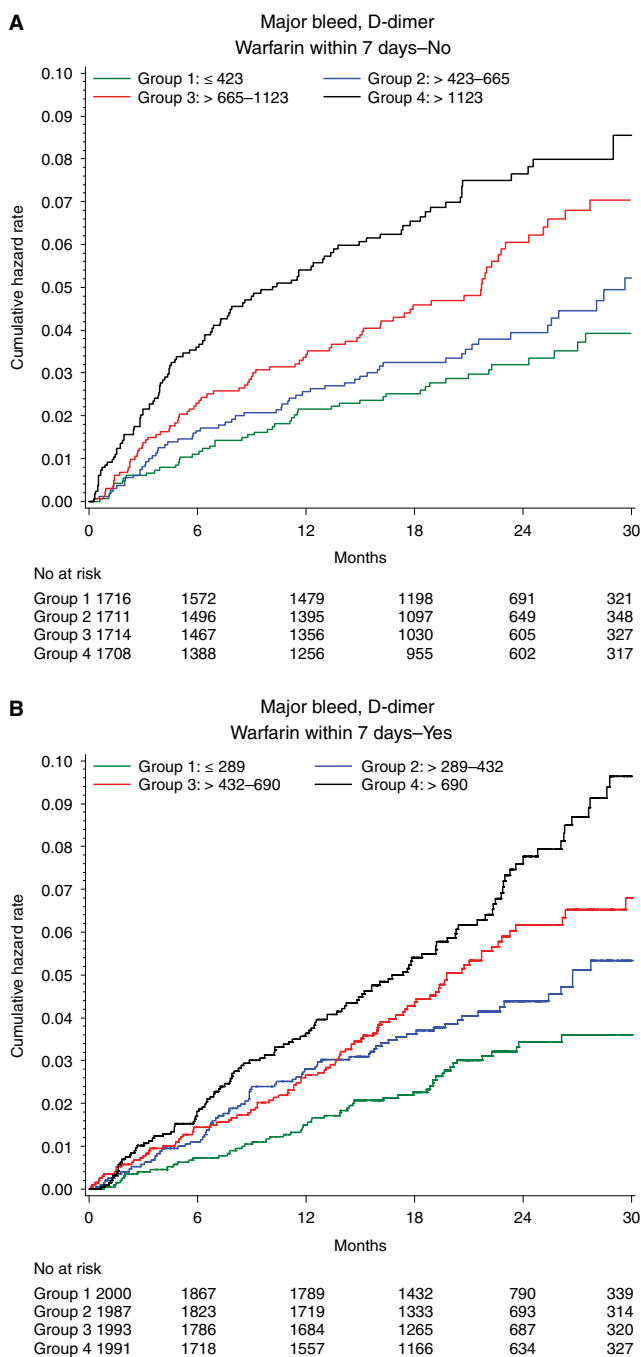 A
Major bleed, D-dimer
Warfarin within 7 days–No
Group 1: ≤ 423
Group 2: > 423–665
Group 3: > 665–1123
Group 4: > 1123
Cumulative hazard rate
0.10
0.09
0.08
0.07
0.06
0.05
0.04
0.03
0.02
0.01
0.00
0 6 12 18 24 30
Months
No at risk
Group 1 1716 1572 1479 1198 691 321
Group 2 1711 1496 1395 1097 649 348
Group 3 1714 1467 1356 1030 605 327
Group 4 1708 1388 1256 955 602 317
B
Major bleed, D-dimer
Warfarin within 7 days–Yes
Group 1: ≤ 289
Group 2: > 289–432
Group 3: > 432–690
Group 4: > 690
Cumulative hazard rate
0.10
0.09
0.08
0.07
0.06
0.05
0.04
0.03
0.02
0.01
0.00
0 6 12 18 24 30
Months
No at risk
Group 1 2000 1867 1789 1432 790 339
Group 2 1987 1823 1719 1333 693 314
Group 3 1993 1786 1684 1265 687 320
Group 4 1991 1718 1557 1166 634 327